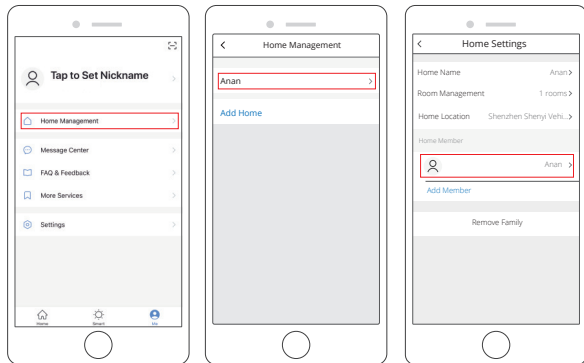 Tap to Set Nickname
Home Management
Message Center
FAQ & Feedback
More Services
Settings
Home
Smart
Me
Home Management
Anan
Add Home
Home Settings
Home Name Anan
Room Management 1 rooms
Home Location Shenzhen Shenyi Vehi...
Home Member
Anan
Add Member
Remove Family